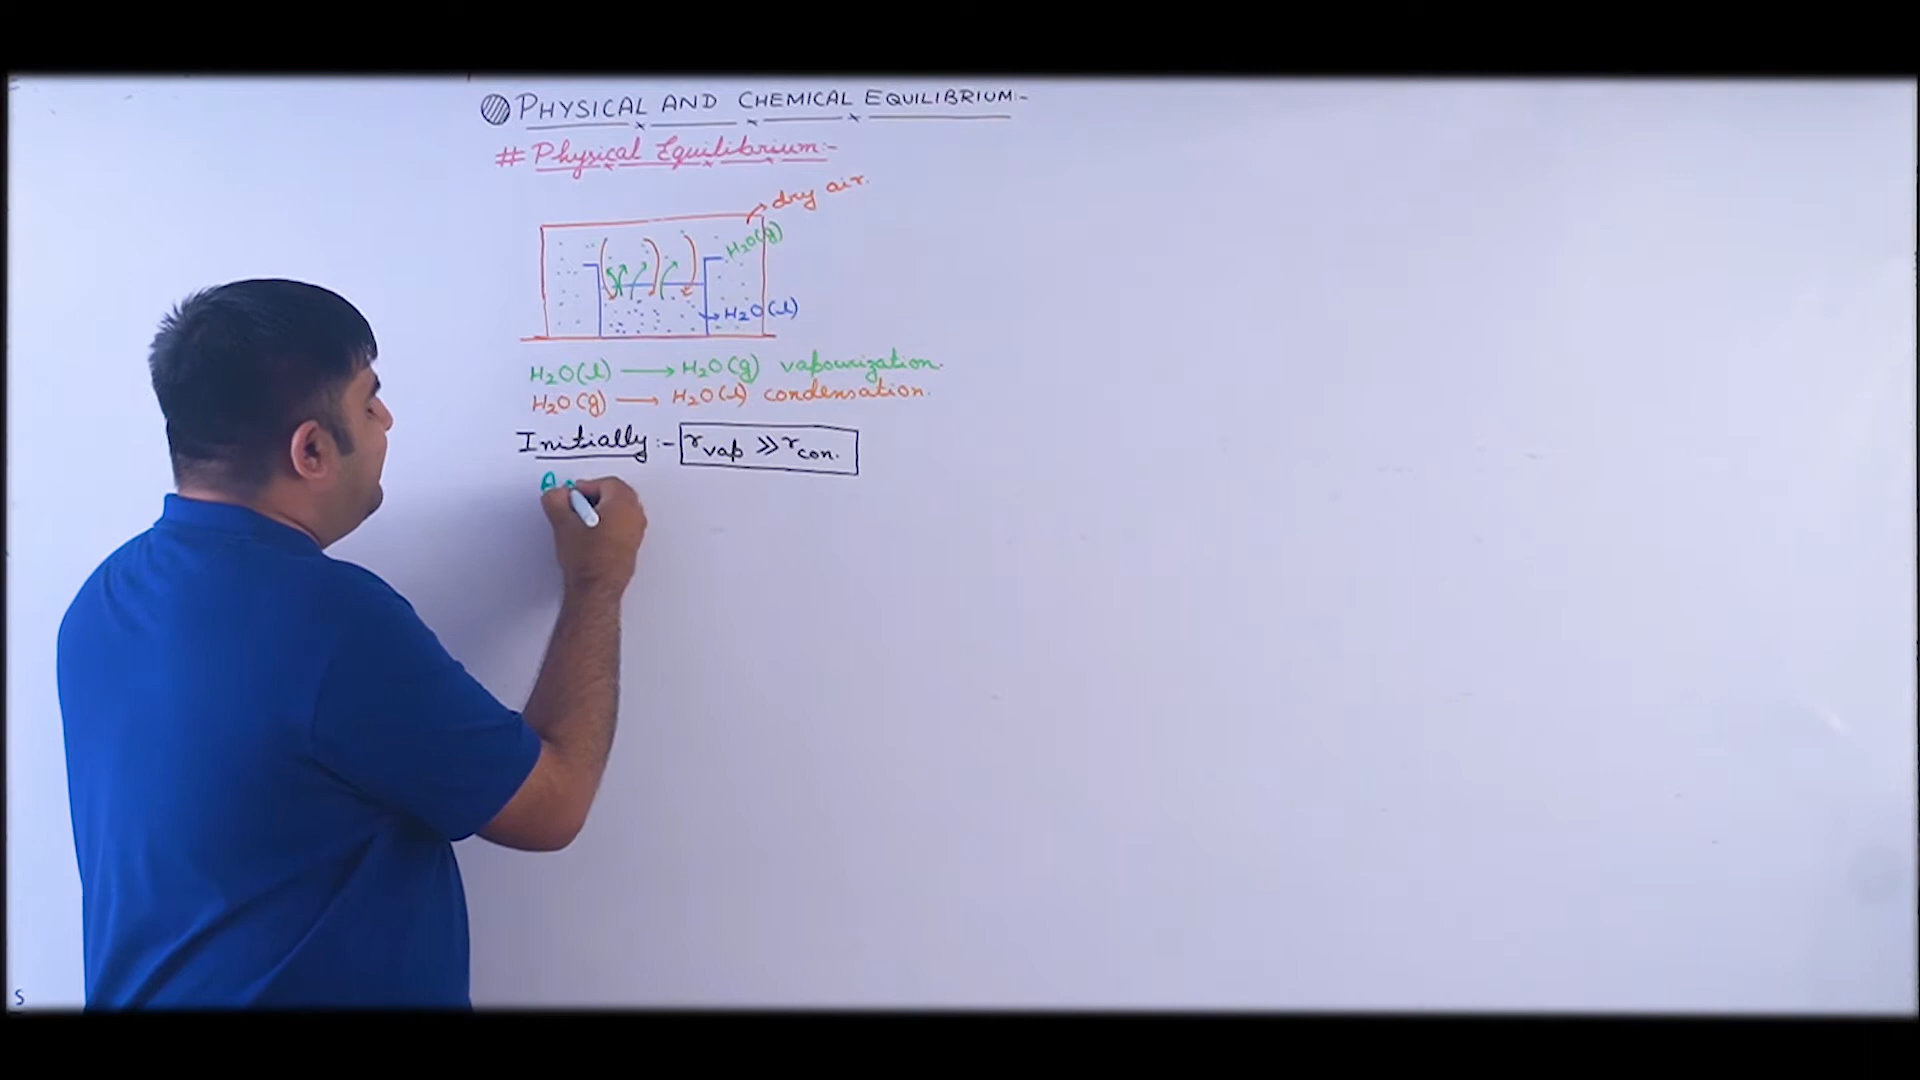 PHYSICAL AND CHEMICAL EQUILIBRIUM:-
# Physical Equilibrium:-
dry air.
H₂O(g)
H₂O(l)
H₂O(l) → H₂O(g) vapourization.
H₂O(g) → H₂O(l) condensation.
Initially :- r_vap >> r_con.
A
S